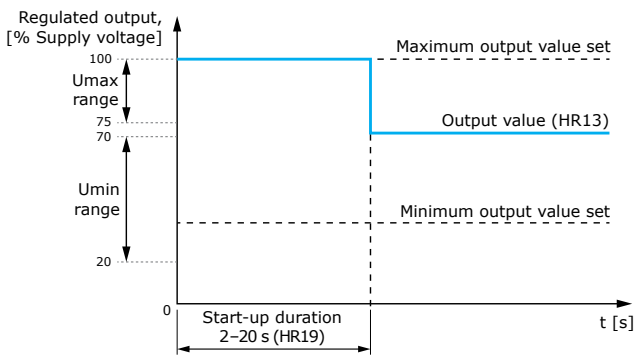 Regulated output,
[% Supply voltage]
100
Maximum output value set
Umax
range
75
70
Output value (HR13)
Umin
range
Minimum output value set
20
0
Start-up duration
2–20 s (HR19)
t [s]